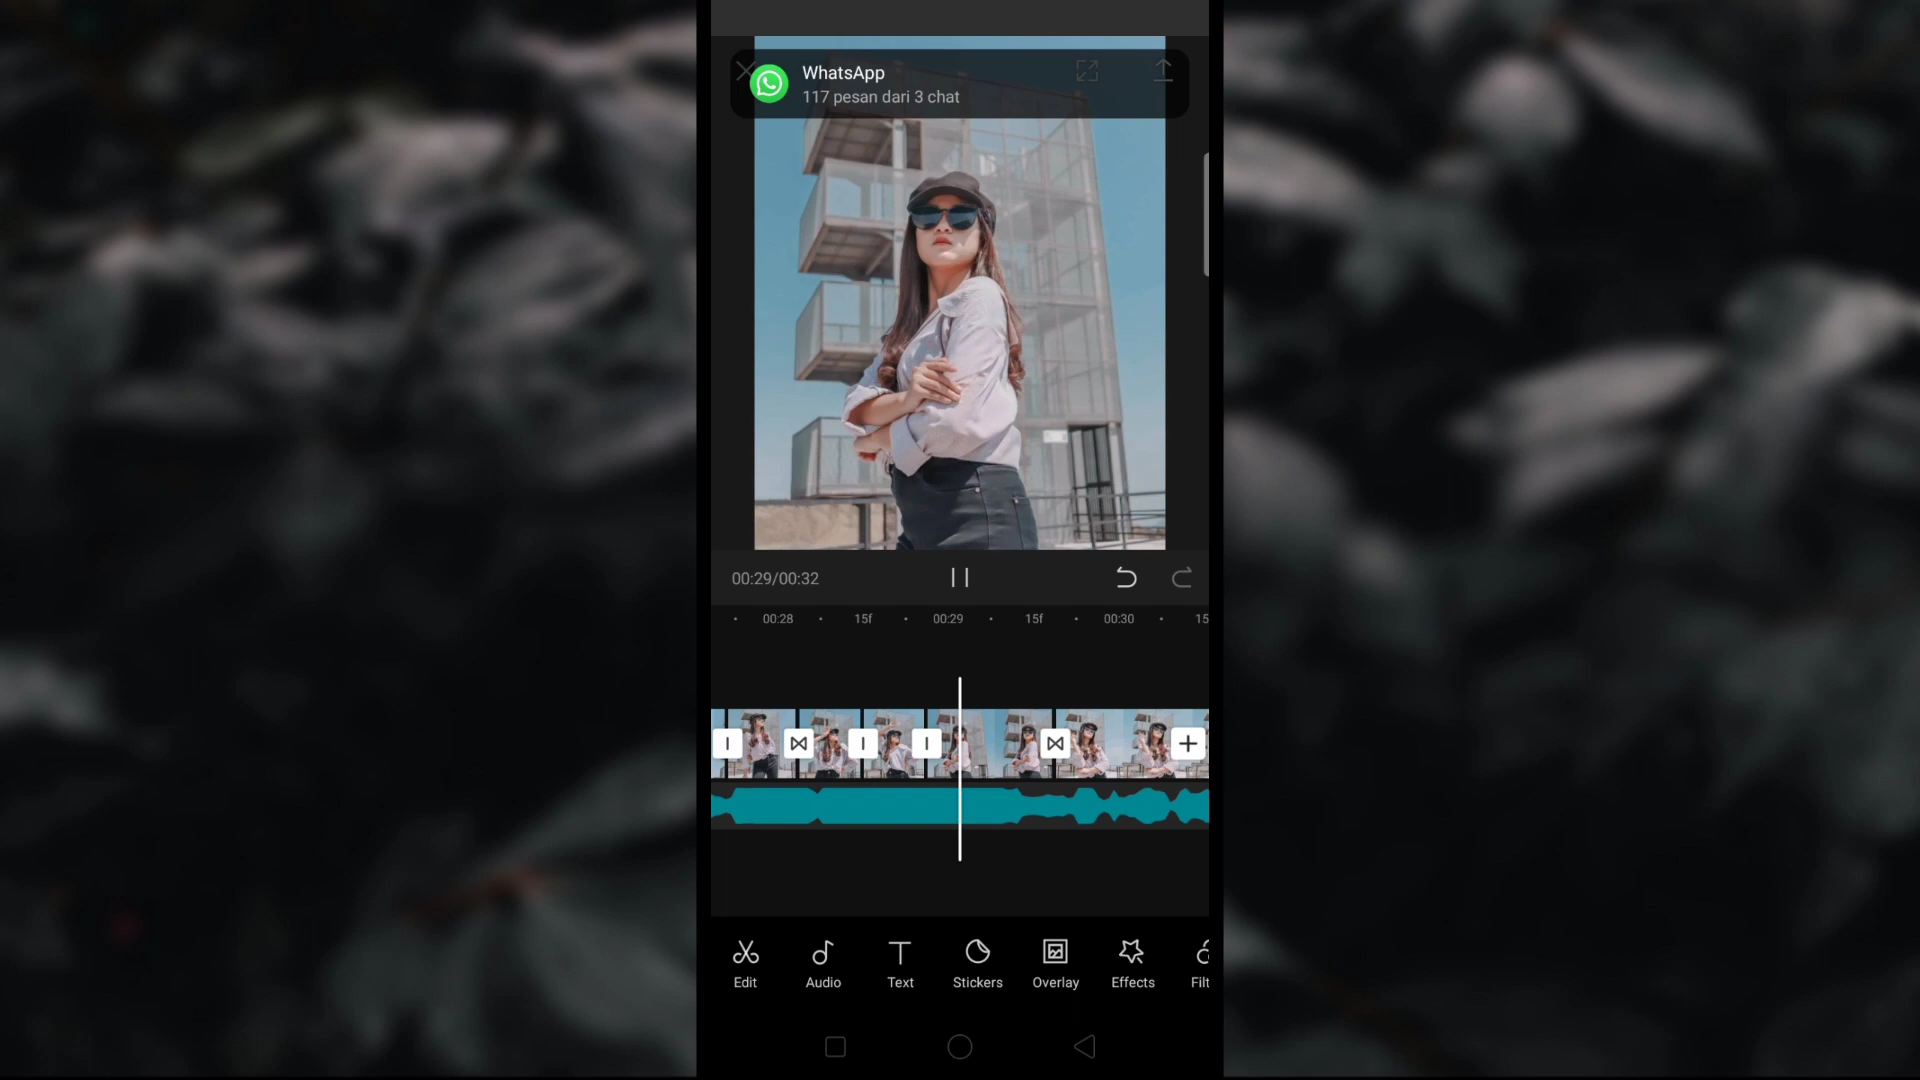 WhatsApp
117 pesan dari 3 chat
00:29/00:32
00:28 15f 00:29 15f 00:30 15
Edit Audio Text Stickers Overlay Effects Filt